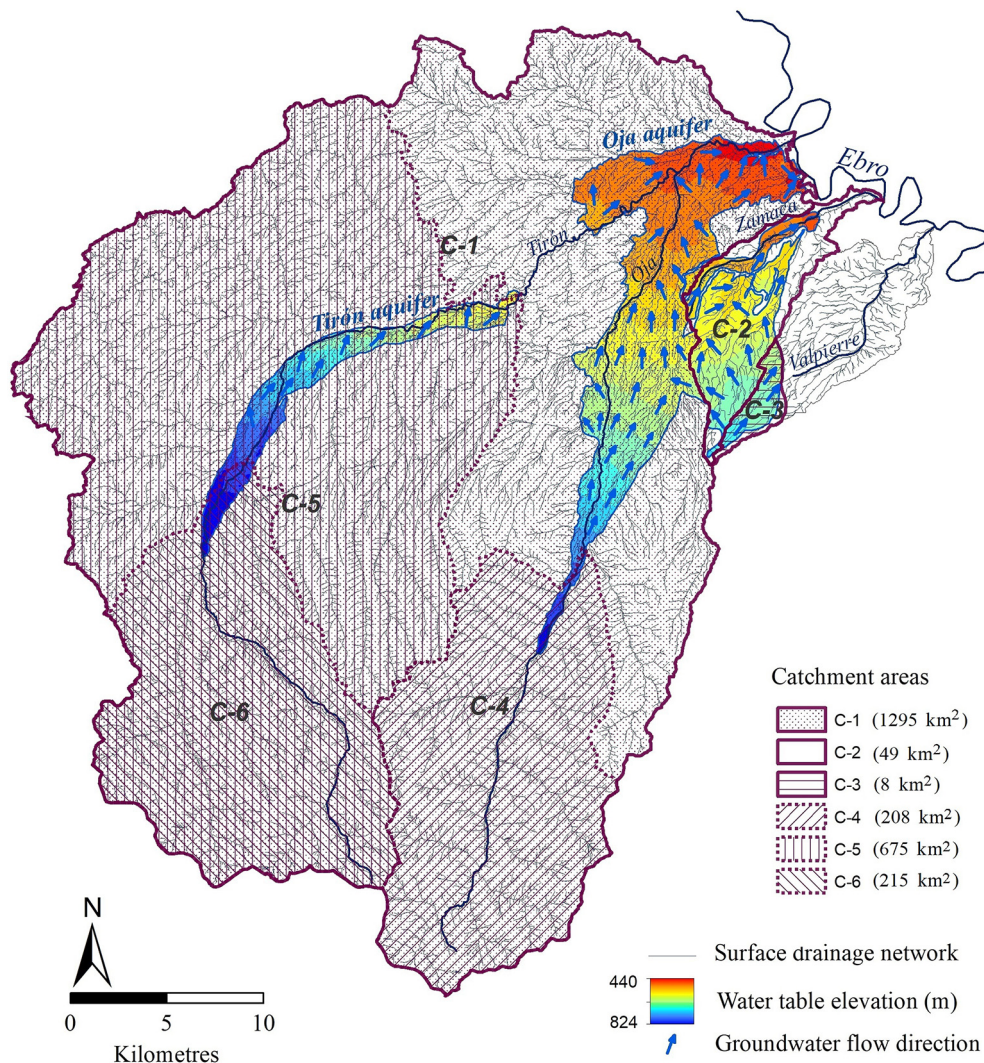 Oja aquifer
Ebro
Zamaca
Tirón
C-1
Oja
Tirón aquifer
C-2
Valpierre
C-3
C-5
C-4
C-6
Catchment areas
C-1 (1295 km²)
C-2 (49 km²)
C-3 (8 km²)
C-4 (208 km²)
C-5 (675 km²)
C-6 (215 km²)
N
0 5 10
Kilometres
Surface drainage network
440
Water table elevation (m)
824
Groundwater flow direction